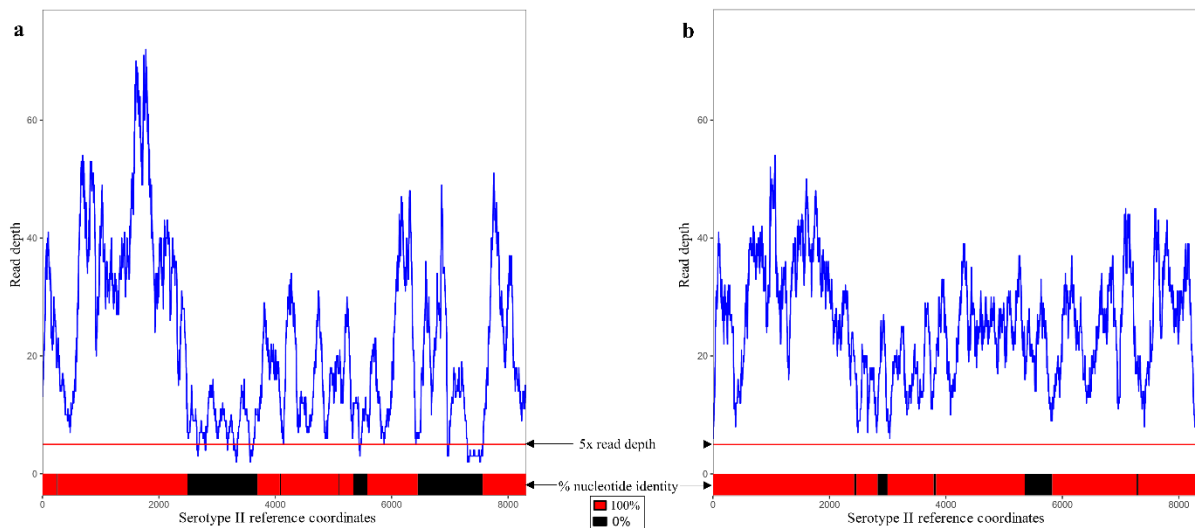 a
b
Read depth
60
40
20
0
Read depth
60
40
20
0
5x read depth
% nucleotide identity
0
2000
4000
6000
8000
Serotype II reference coordinates
100%
0%
0
2000
4000
6000
8000
Serotype II reference coordinates